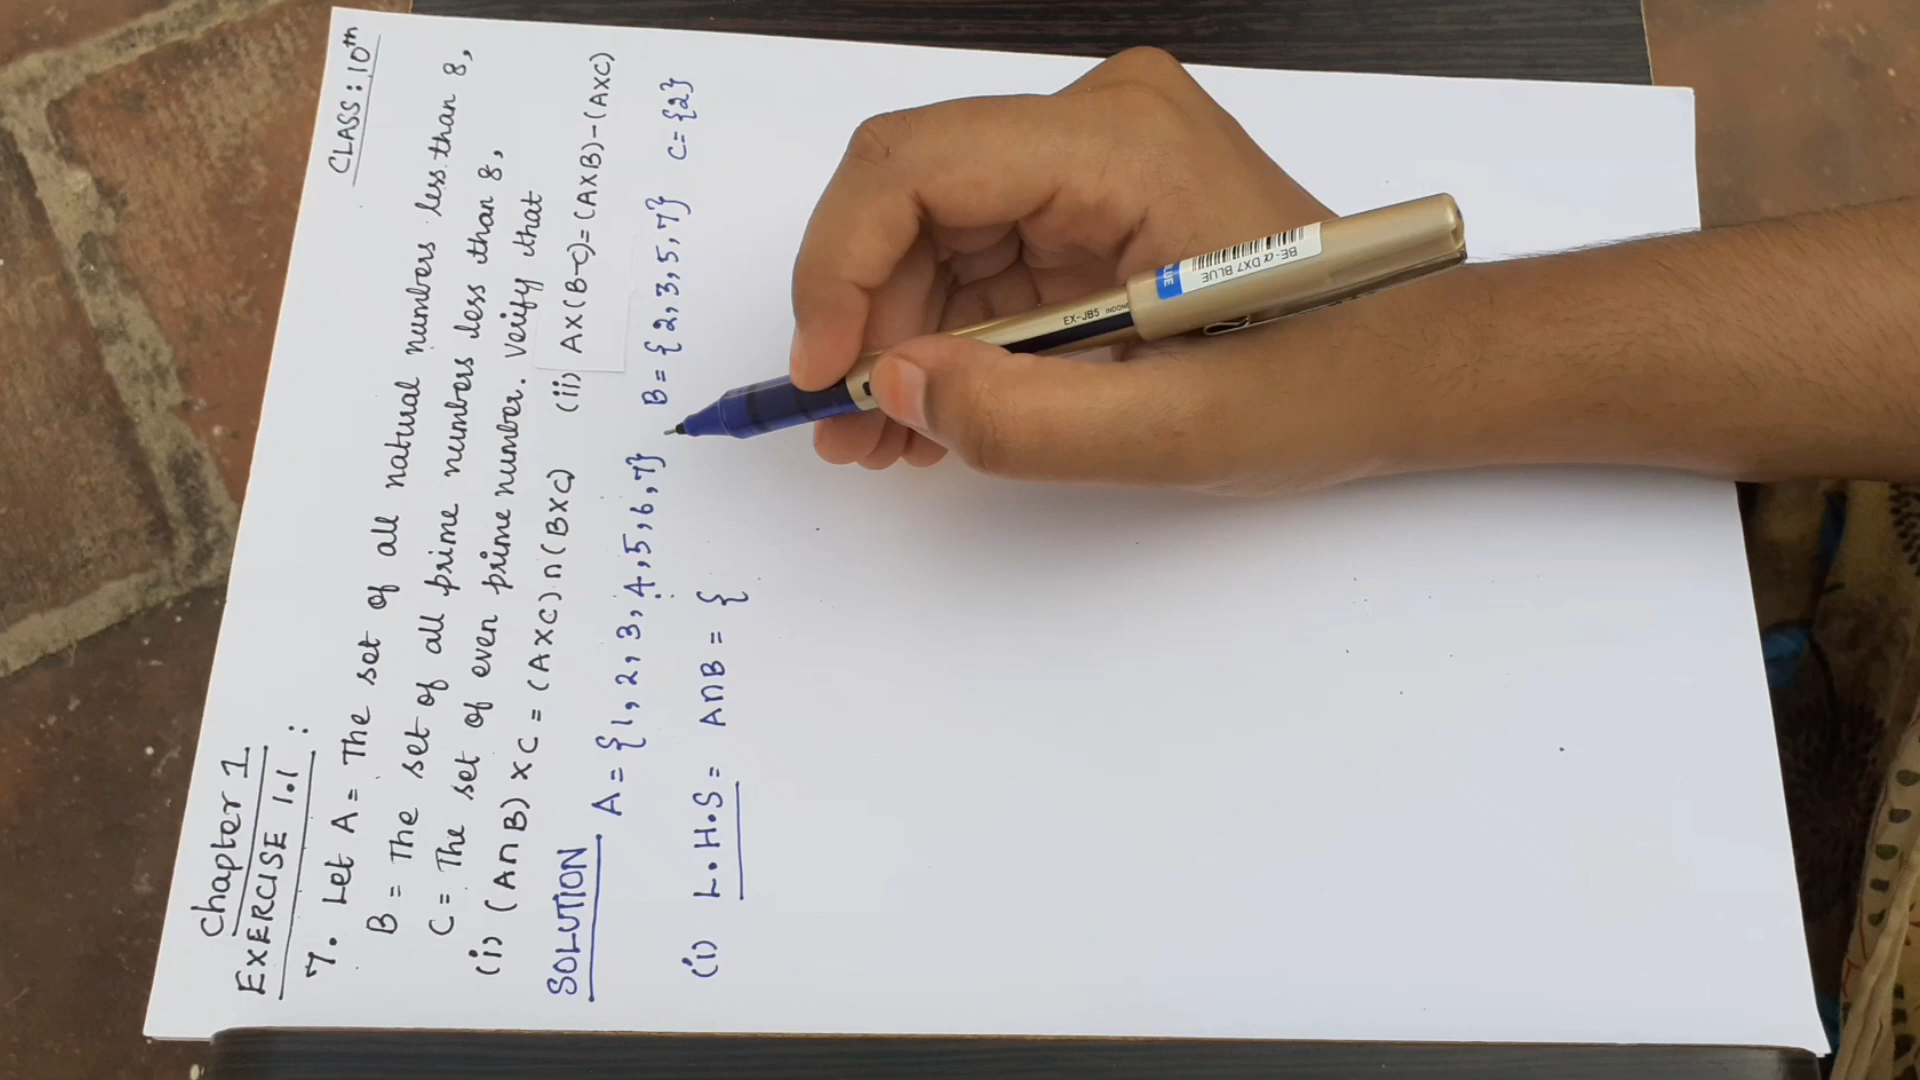 CLASS: 10th
Chapter 1
EXERCISE 1.1 :
7. Let A = The set of all natural numbers less than 8,
B = The set of all prime numbers less than 8,
C = The set of even prime number. Verify that
(i) (A∩B) × C = (A×C) ∩ (B×C) (ii) A×(B-C) = (A×B) - (A×C)
SOLUTION
A = {1, 2, 3, 4, 5, 6, 7} B = {2, 3, 5, 7} C = {2}
(i) L.H.S = A∩B = {
BLUE
BE-α DX7 BLUE
EX-JB5